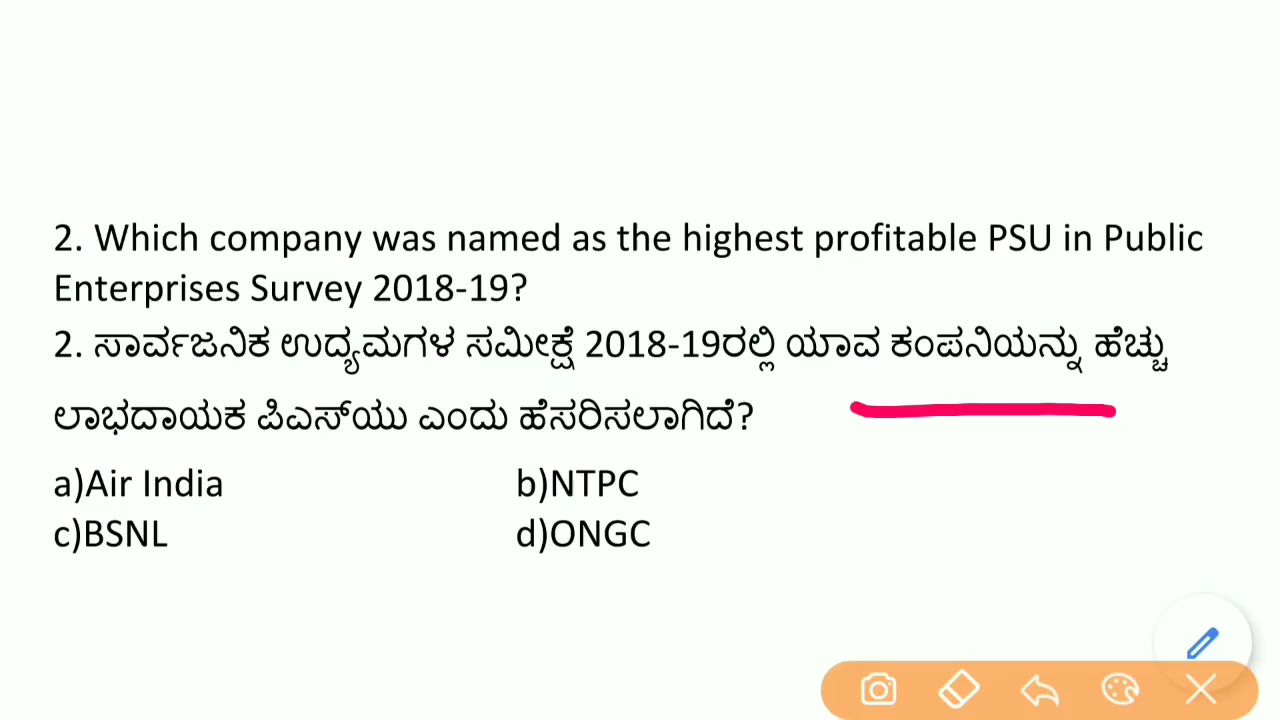 2. Which company was named as the highest profitable PSU in Public
Enterprises Survey 2018-19?
2. ಸಾರ್ವಜನಿಕ ಉದ್ಯಮಗಳ ಸಮೀಕ್ಷೆ 2018-19ರಲ್ಲಿ ಯಾವ ಕಂಪನಿಯನ್ನು ಹೆಚ್ಚು
ಲಾಭದಾಯಕ ಪಿಎಸ್‌ಯು ಎಂದು ಹೆಸರಿಸಲಾಗಿದೆ?
a)Air India b)NTPC
c)BSNL d)ONGC